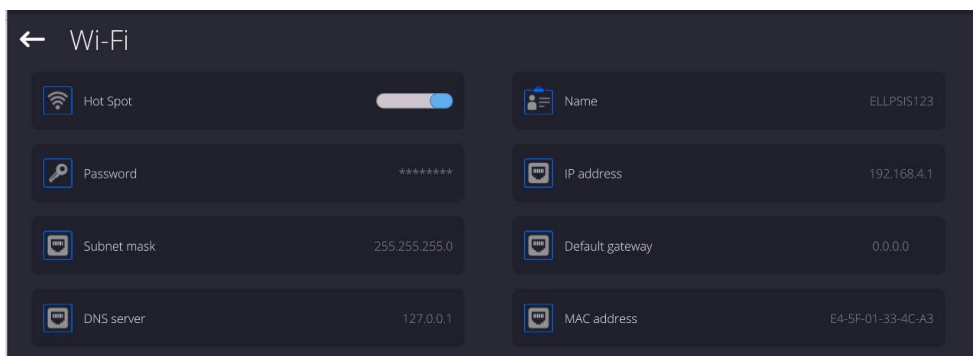 Wi-Fi
Hot Spot
Name ELLPSIS123
Password ********
IP address 192.168.4.1
Subnet mask 255.255.255.0
Default gateway 0.0.0.0
DNS server 127.0.0.1
MAC address E4-5F-01-33-4C-A3